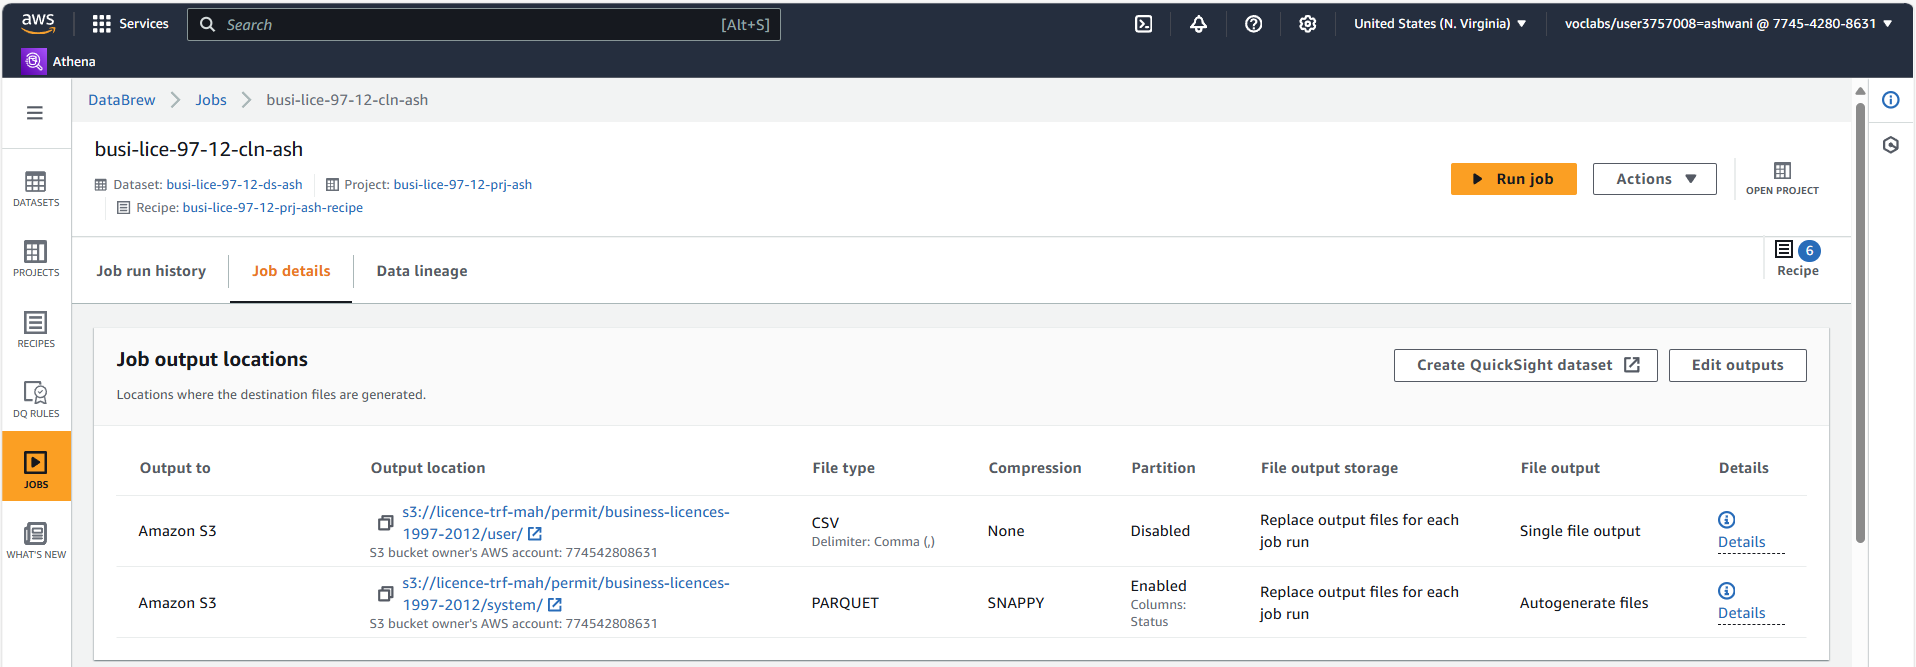 aws
Services
Search
[Alt+S]
United States (N. Virginia)
voclabs/user3757008=ashwani @ 7745-4280-8631
Athena
DataBrew
Jobs
busi-lice-97-12-cln-ash
busi-lice-97-12-cln-ash
Dataset: busi-lice-97-12-ds-ash
Project: busi-lice-97-12-prj-ash
Recipe: busi-lice-97-12-prj-ash-recipe
Run job
Actions
OPEN PROJECT
DATASETS
PROJECTS
RECIPES
DQ RULES
JOBS
WHAT'S NEW
Job run history
Job details
Data lineage
6
Recipe
Job output locations
Locations where the destination files are generated.
Create QuickSight dataset
Edit outputs
Output to
Output location
File type
Compression
Partition
File output storage
File output
Details
Amazon S3
s3://licence-trf-mah/permit/business-licences-
1997-2012/user/
S3 bucket owner's AWS account: 774542808631
CSV
Delimiter: Comma (,)
None
Disabled
Replace output files for each
job run
Single file output
Details
Amazon S3
s3://licence-trf-mah/permit/business-licences-
1997-2012/system/
S3 bucket owner's AWS account: 774542808631
PARQUET
SNAPPY
Enabled
Columns:
Status
Replace output files for each
job run
Autogenerate files
Details